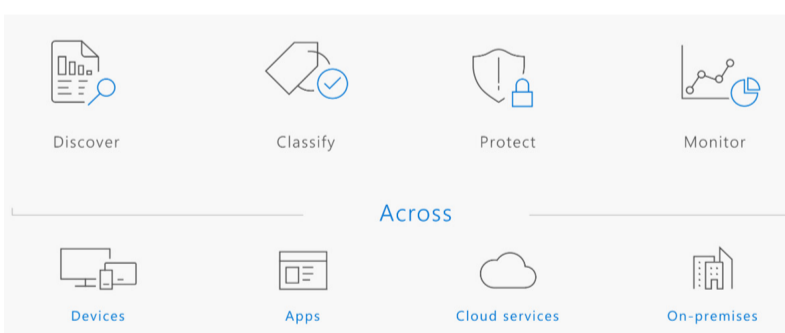 Discover
Classify
Protect
Monitor
Across
Devices
Apps
Cloud services
On-premises